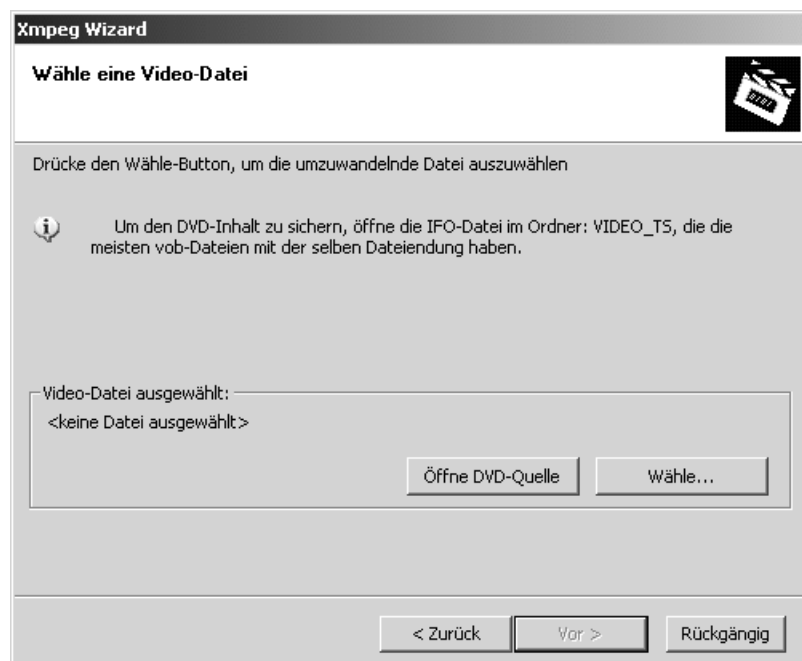 Xmpeg Wizard
Wähle eine Video-Datei
Drücke den Wähle-Button, um die umzuwandelnde Datei auszuwählen
Um den DVD-Inhalt zu sichern, öffne die IFO-Datei im Ordner: VIDEO_TS, die die
meisten vob-Dateien mit der selben Dateiendung haben.
Video-Datei ausgewählt:
<keine Datei ausgewählt>
Öffne DVD-Quelle
Wähle...
< Zurück
Vor >
Rückgängig